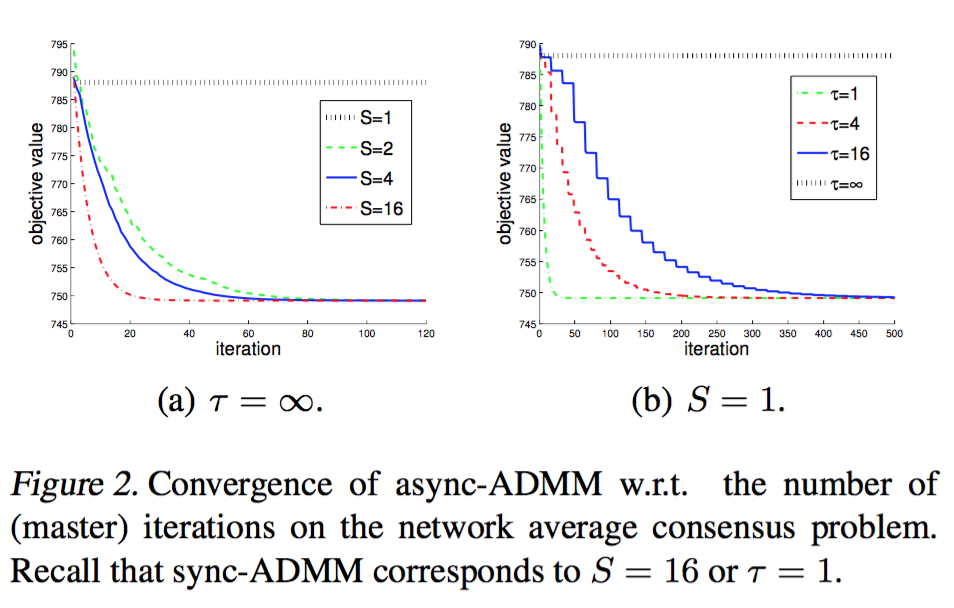 795
790
785
780
775
770
765
760
755
750
745
objective value
0
20
40
60
80
100
120
iteration
S=1
S=2
S=4
S=16
(a) τ = ∞.
790
785
780
775
770
765
760
755
750
745
objective value
0
50
100
150
200
250
300
350
400
450
500
iteration
τ=1
τ=4
τ=16
τ=∞
(b) S = 1.
Figure 2. Convergence of async-ADMM w.r.t. the number of
(master) iterations on the network average consensus problem.
Recall that sync-ADMM corresponds to S = 16 or τ = 1.